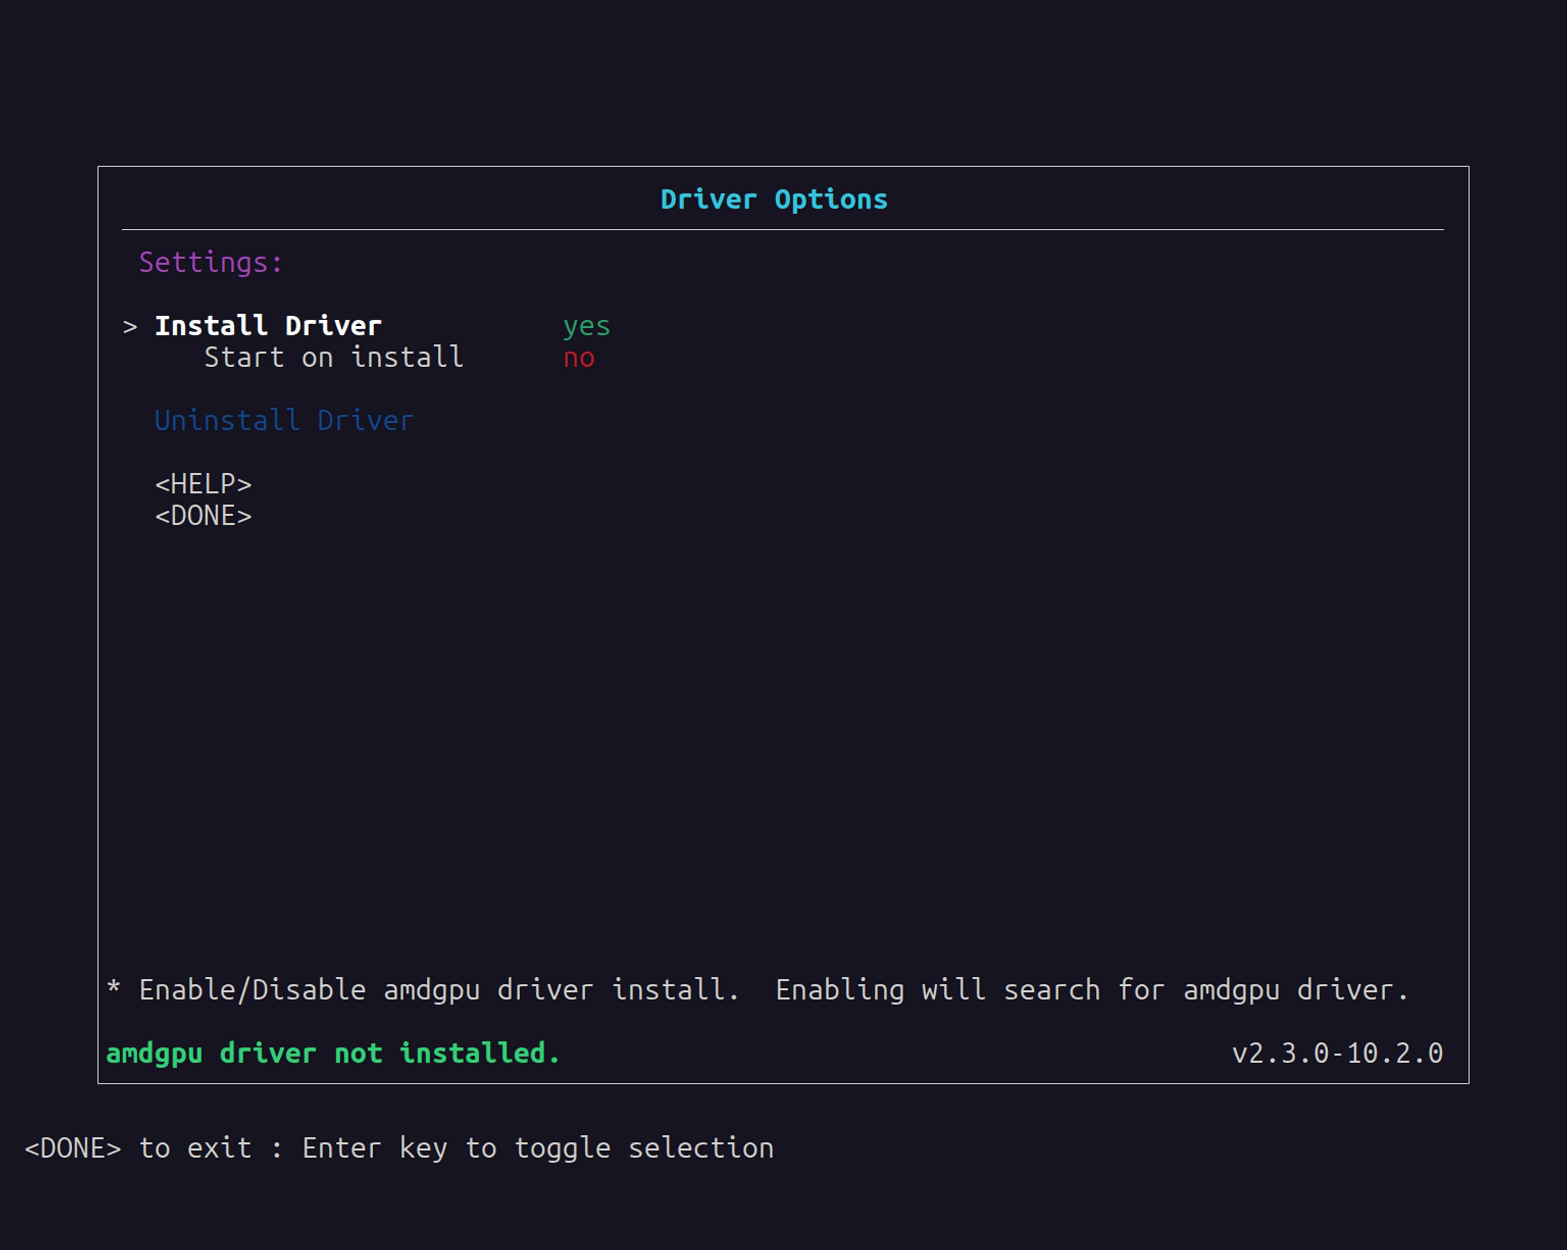 Driver Options
Settings:
> Install Driver yes
Start on install no
Uninstall Driver
<HELP>
<DONE>
* Enable/Disable amdgpu driver install.  Enabling will search for amdgpu driver.
amdgpu driver not installed. v2.3.0-10.2.0
<DONE> to exit : Enter key to toggle selection